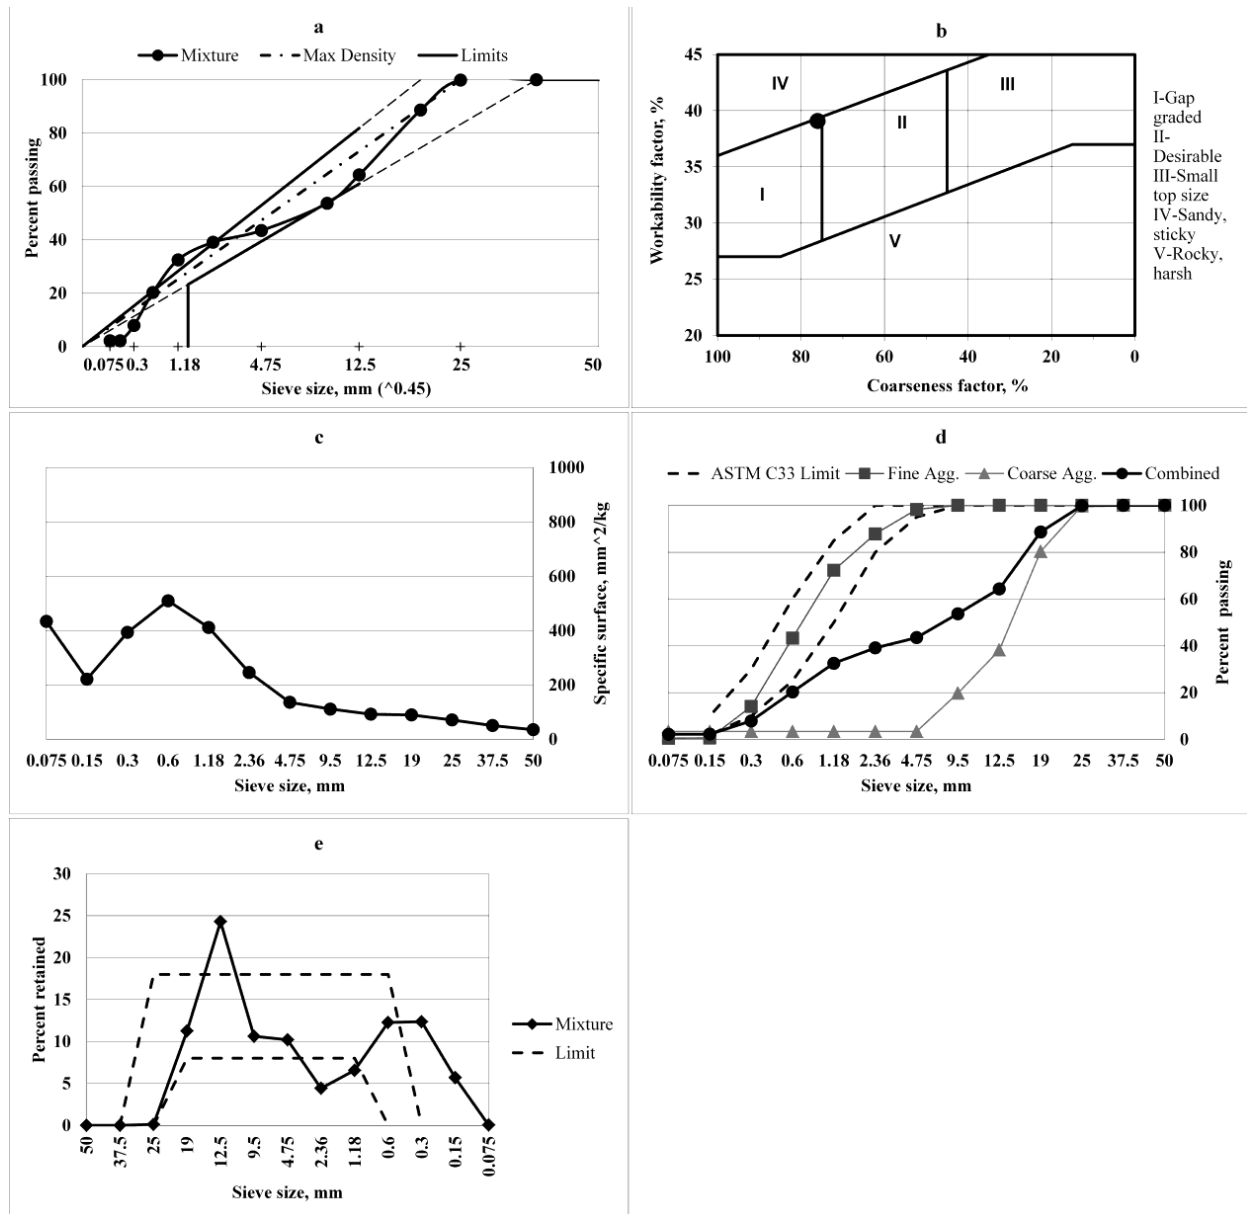 a
Mixture Max Density Limits
Percent passing
100
80
60
40
20
0
0.075 0.3 1.18 4.75 12.5 25 50
Sieve size, mm (^0.45)
b
Workability factor, %
45
40
35
30
25
20
IV
III
II
I
V
100 80 60 40 20 0
Coarseness factor, %
I-Gap
graded
II-
Desirable
III-Small
top size
IV-Sandy,
sticky
V-Rocky,
harsh
c
1000
800
600
400
200
0
Specific surface, mm^2/kg
0.075 0.15 0.3 0.6 1.18 2.36 4.75 9.5 12.5 19 25 37.5 50
Sieve size, mm
d
ASTM C33 Limit Fine Agg. Coarse Agg. Combined
100
80
60
40
20
0
Percent passing
0.075 0.15 0.3 0.6 1.18 2.36 4.75 9.5 12.5 19 25 37.5 50
Sieve size, mm
e
Percent retained
30
25
20
15
10
5
0
50 37.5 25 19 12.5 9.5 4.75 2.36 1.18 0.6 0.3 0.15 0.075
Sieve size, mm
Mixture
Limit